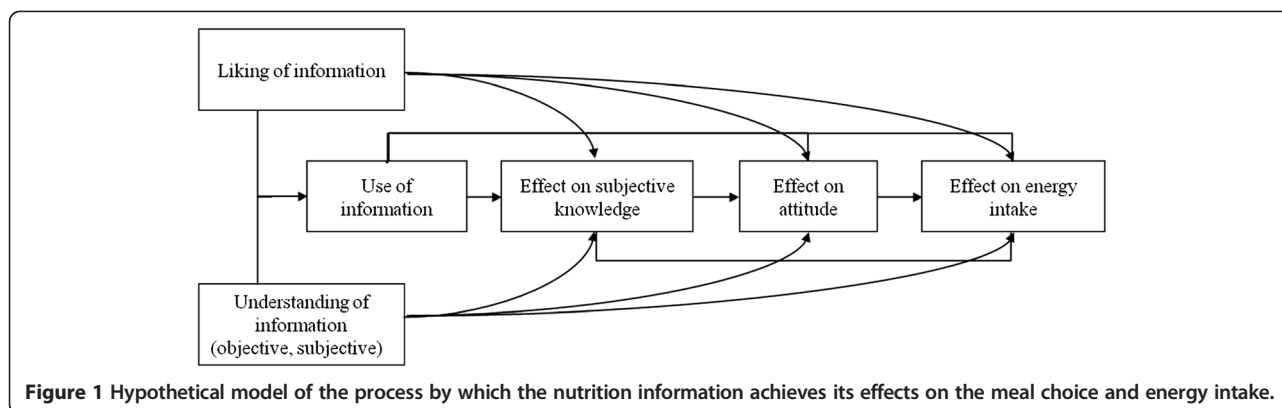 Liking of information
Use of
information
Effect on subjective
knowledge
Effect on
attitude
Effect on energy
intake
Understanding of
information
(objective, subjective)
Figure 1 Hypothetical model of the process by which the nutrition information achieves its effects on the meal choice and energy intake.